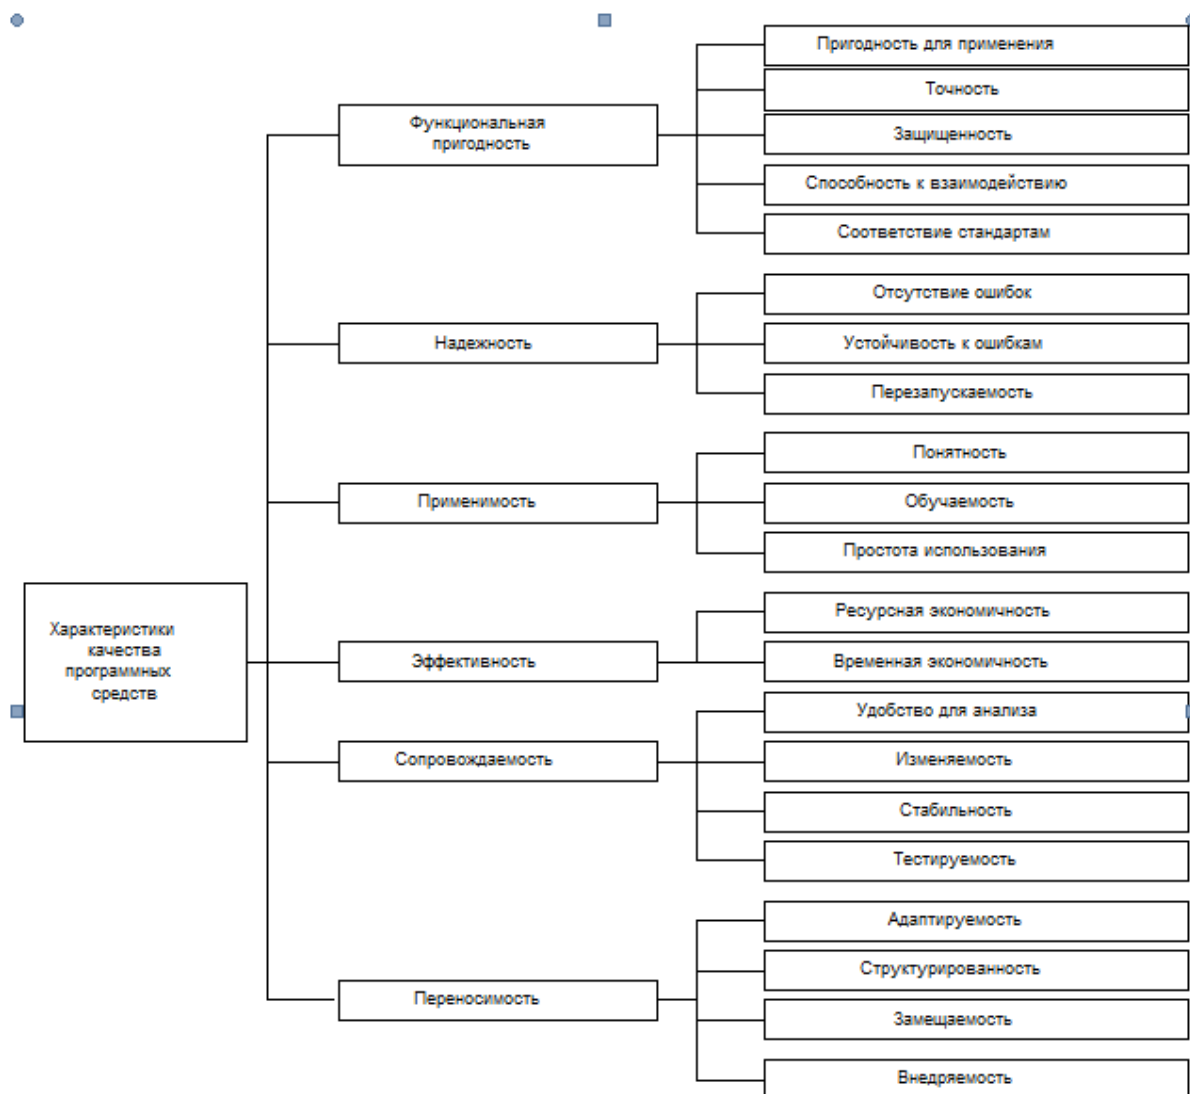 Характеристики
качества
программных
средств
Функциональная
пригодность
Пригодность для применения
Точность
Защищенность
Способность к взаимодействию
Соответствие стандартам
Надежность
Отсутствие ошибок
Устойчивость к ошибкам
Перезапускаемость
Применимость
Понятность
Обучаемость
Простота использования
Эффективность
Ресурсная экономичность
Временная экономичность
Сопровождаемость
Удобство для анализа
Изменяемость
Стабильность
Тестируемость
Переносимость
Адаптируемость
Структурированность
Замещаемость
Внедряемость